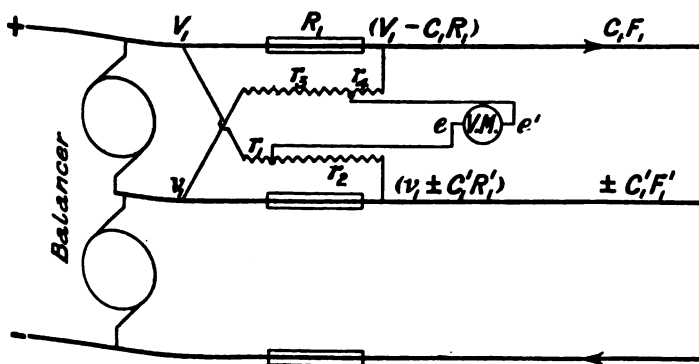 + V₁ R₁ (V₁ – C₁R₁) C₁F₁
r₃ r₄
e V.M. e'
r₁
r₂
v₁ (v₁ ± C₁'R₁') ± C₁'F₁'
Balancer
-